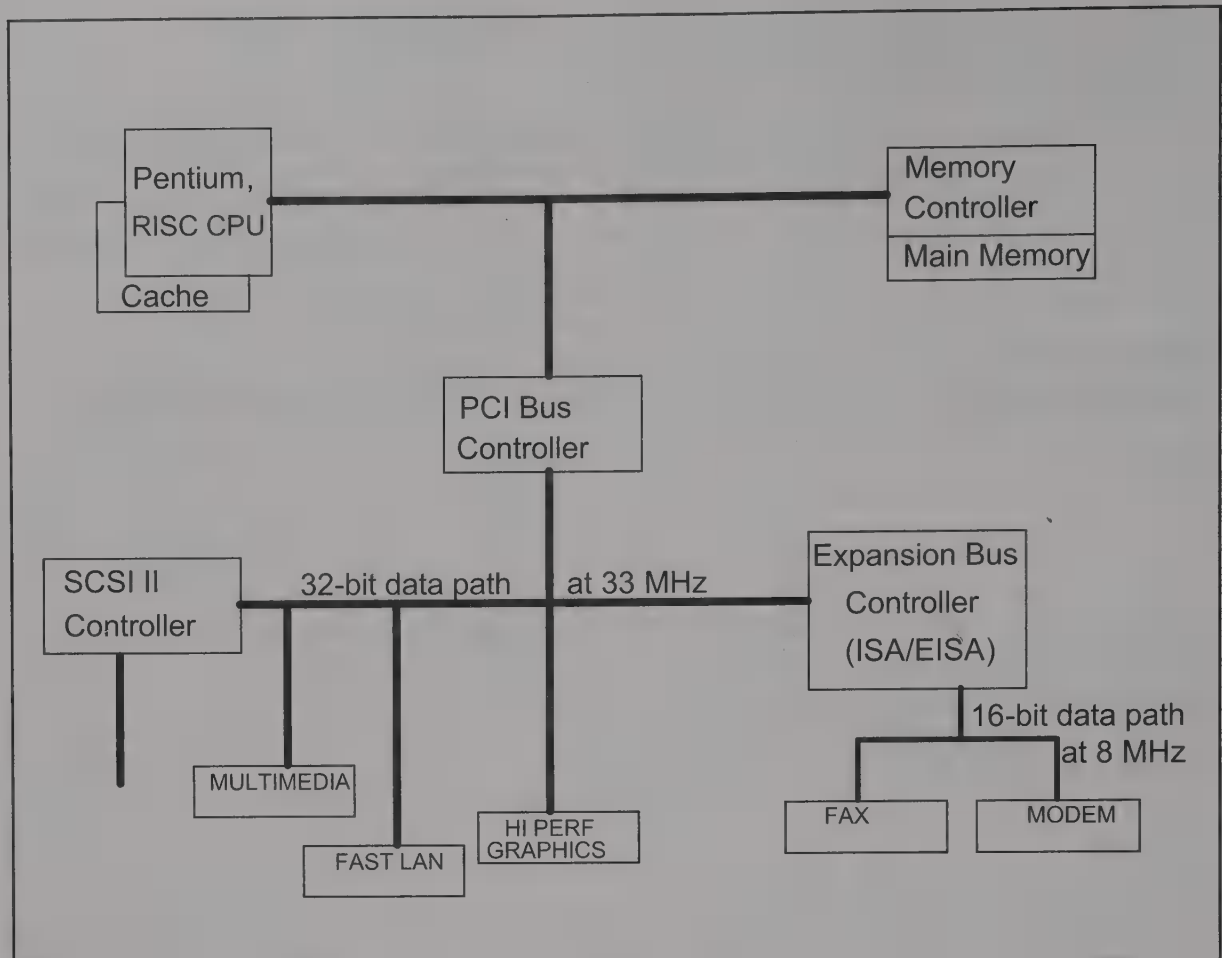 Pentium,
RISC CPU
Cache
Memory
Controller
Main Memory
PCI Bus
Controller
SCSI II
Controller
32-bit data path
at 33 MHz
Expansion Bus
Controller
(ISA/EISA)
16-bit data path
at 8 MHz
MULTIMEDIA
FAST LAN
HI PERF
GRAPHICS
FAX
MODEM